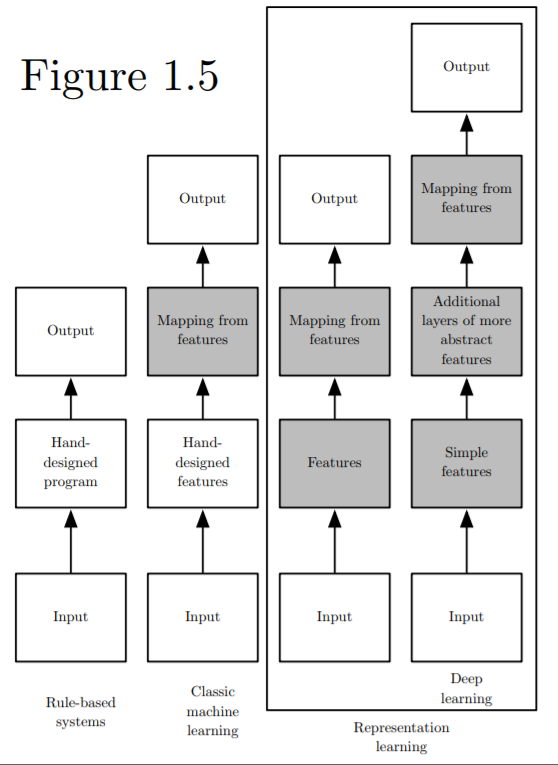 Figure 1.5
Output
Output
Mapping from
features
Output
Mapping from
features
Output
Mapping from
features
Additional
layers of more
abstract
features
Hand-
designed
program
Hand-
designed
features
Features
Simple
features
Input
Input
Input
Input
Rule-based
systems
Classic
machine
learning
Deep
learning
Representation
learning